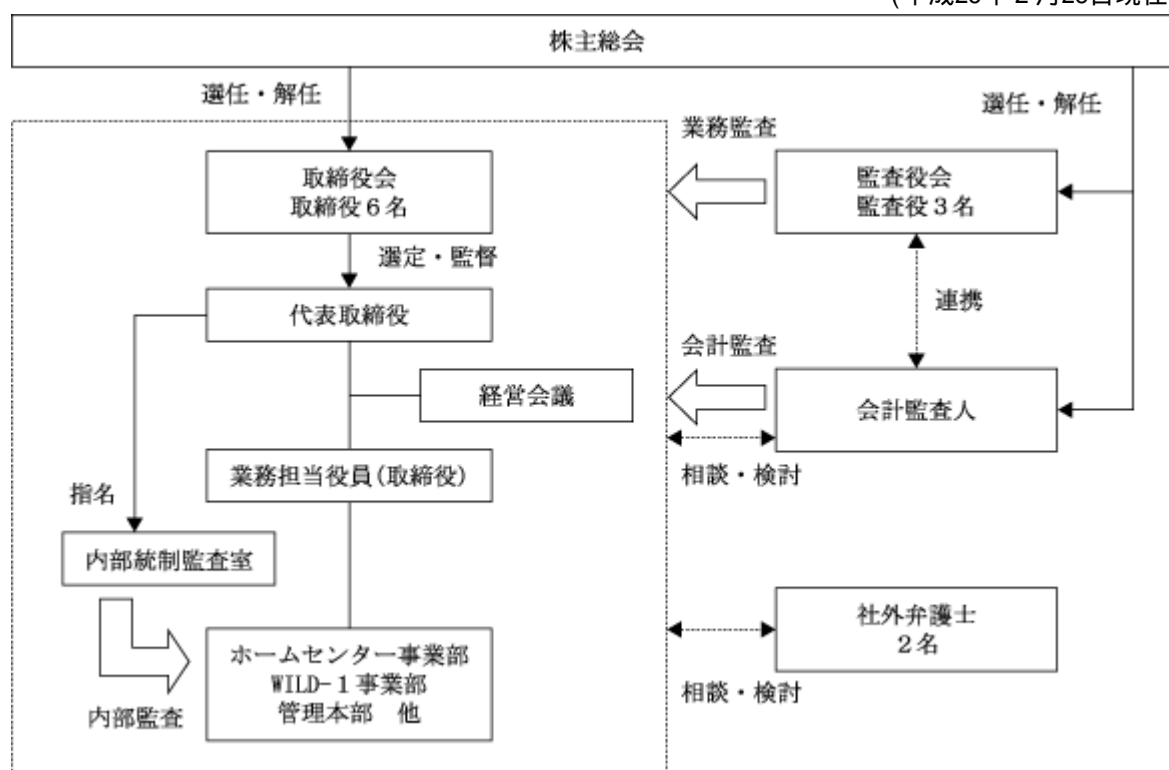 株主総会
選任・解任
選任・解任
業務監査
取締役会
取締役6名
監査役会
監査役3名
選定・監督
代表取締役
連携
会計監査
経営会議
会計監査人
業務担当役員(取締役)
相談・検討
指名
内部統制監査室
社外弁護士
2名
ホームセンター事業部
WILD-1事業部
管理本部　他
相談・検討
内部監査